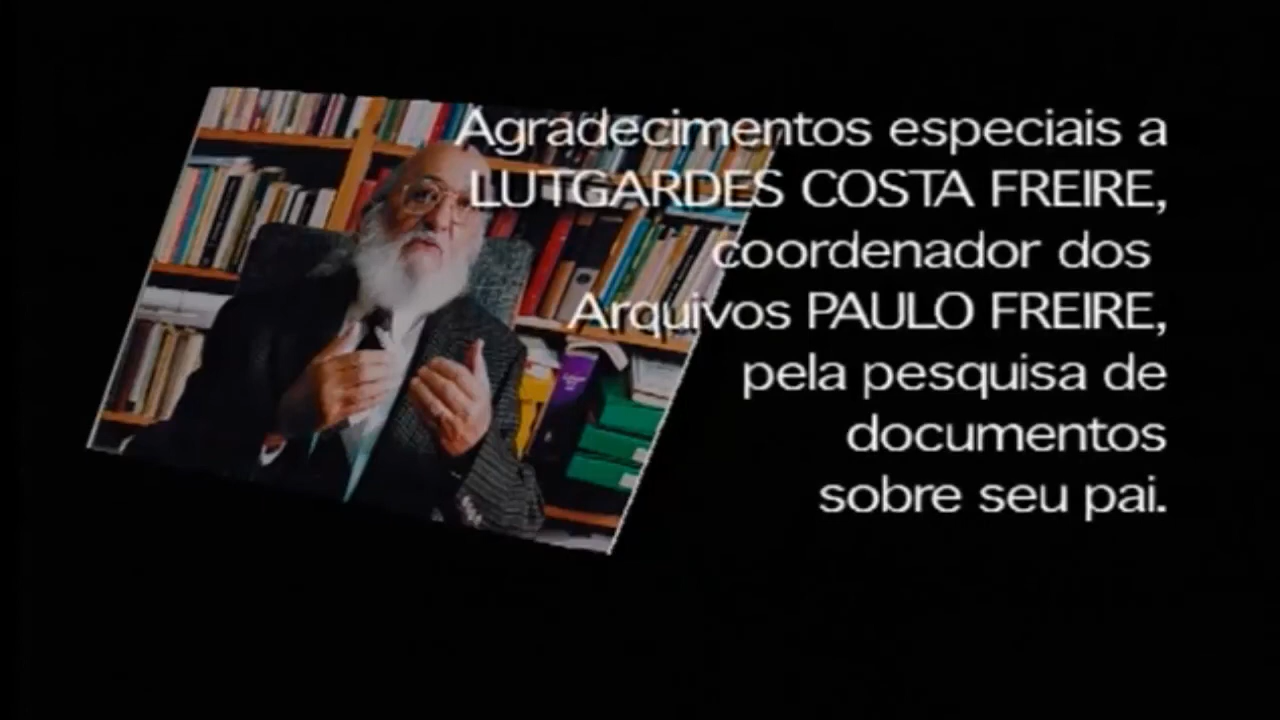 Agradecimentos especiais a
LUTGARDES COSTA FREIRE,
coordenador dos
Arquivos PAULO FREIRE,
pela pesquisa de
documentos
sobre seu pai.